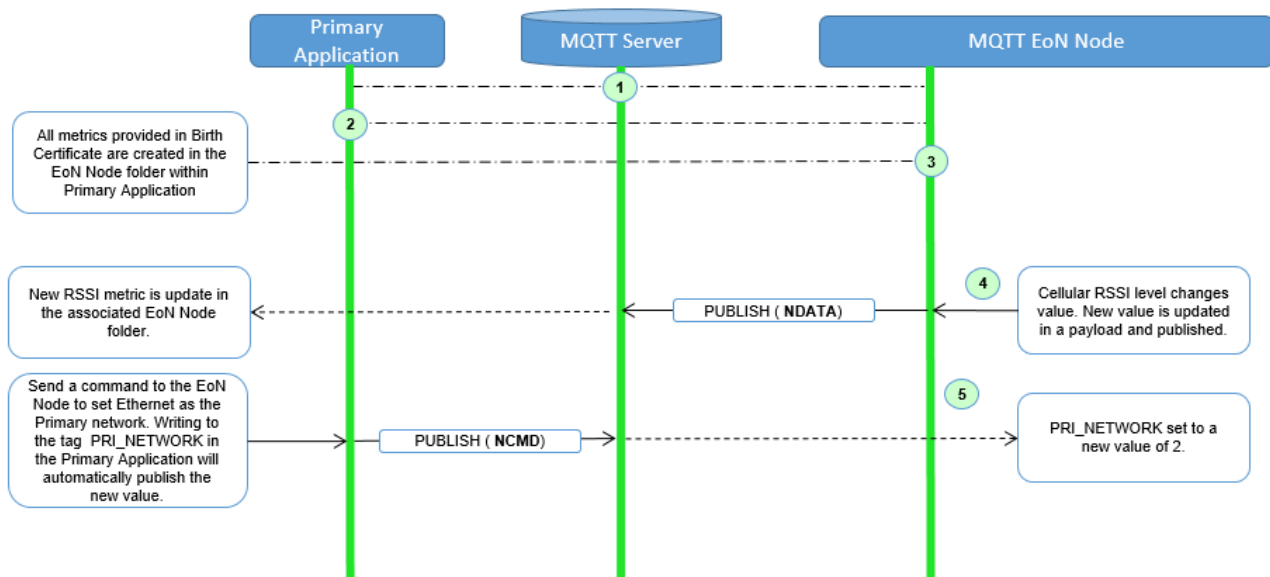 Primary
Application
MQTT Server
MQTT EoN Node
1
2
All metrics provided in Birth
Certificate are created in the
EoN Node folder within
Primary Application
3
New RSSI metric is update in
the associated EoN Node
folder.
PUBLISH ( NDATA)
4
Cellular RSSI level changes
value. New value is updated
in a payload and published.
Send a command to the EoN
Node to set Ethernet as the
Primary network. Writing to
the tag PRI_NETWORK in
the Primary Application will
automatically publish the
new value.
PUBLISH ( NCMD)
5
PRI_NETWORK set to a
new value of 2.